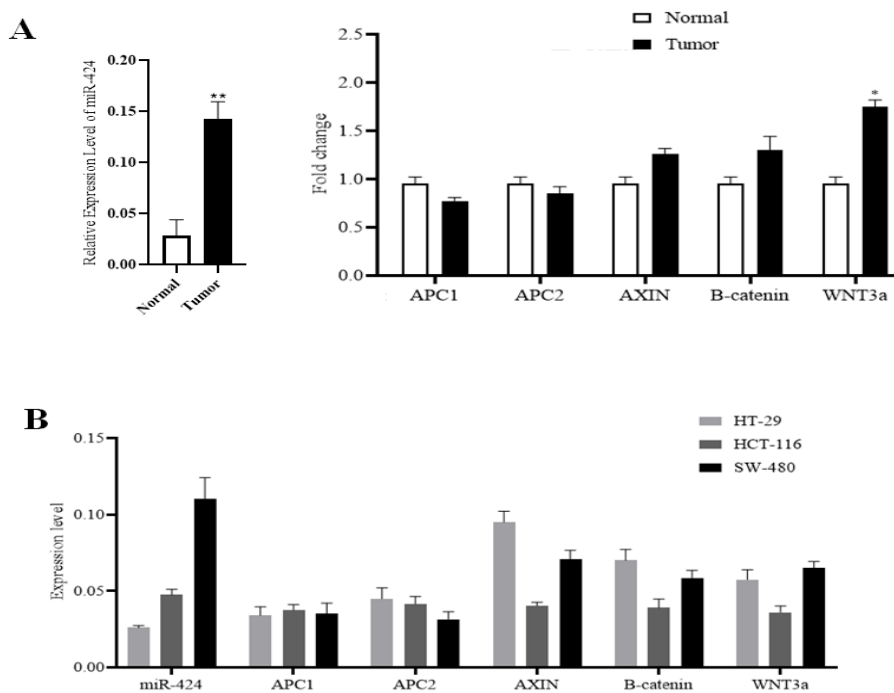 A
Relative Expression Level of miR-424
0.20
0.15
0.10
0.05
0.00
**
Normal
Tumor
Normal
Tumor
Fold change
2.5
2.0
1.5
1.0
0.5
0.0
*
APC1
APC2
AXIN
B-catenin
WNT3a
B
HT-29
HCT-116
SW-480
Expression level
0.15
0.10
0.05
0.00
miR-424
APC1
APC2
AXIN
B-catenin
WNT3a